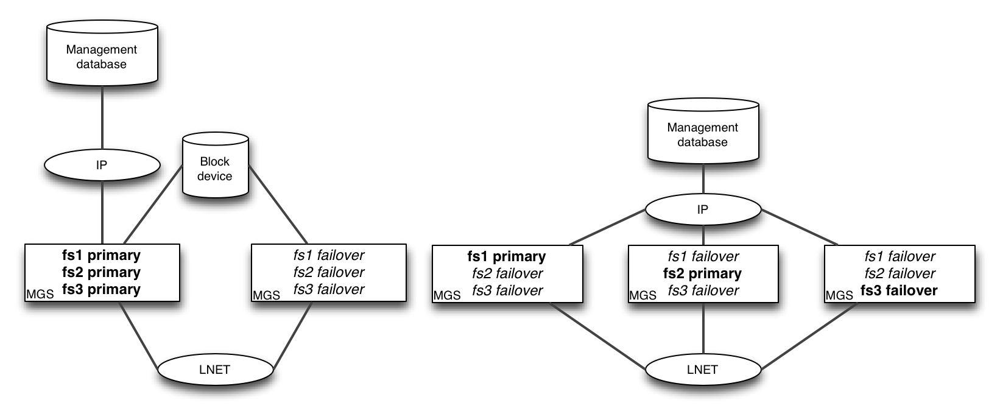 Management
database
IP
Block
device
fs1 primary
fs2 primary
fs3 primary
MGS
fs1 failover
fs2 failover
fs3 failover
MGS
LNET
Management
database
IP
fs1 primary
fs2 failover
fs3 failover
MGS
fs1 failover
fs2 primary
fs3 failover
MGS
fs1 failover
fs2 failover
fs3 failover
MGS
LNET